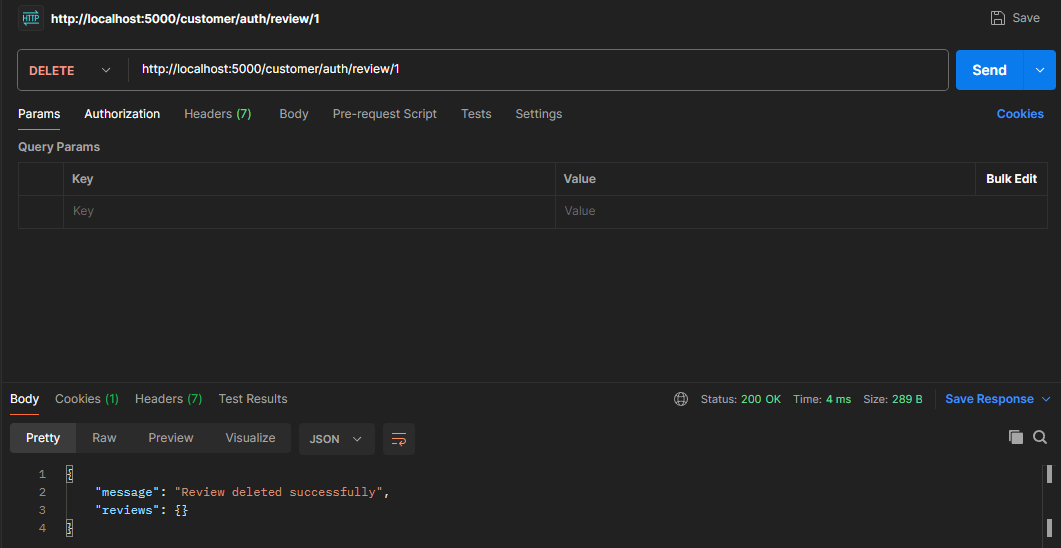 HTTP http://localhost:5000/customer/auth/review/1 Save
DELETE http://localhost:5000/customer/auth/review/1 Send
Params Authorization Headers (7) Body Pre-request Script Tests Settings Cookies
Query Params
Key Value Bulk Edit
Key Value
Body Cookies (1) Headers (7) Test Results Status: 200 OK Time: 4 ms Size: 289 B Save Response
Pretty Raw Preview Visualize JSON
1 {
2 "message": "Review deleted successfully",
3 "reviews": {}
4 }